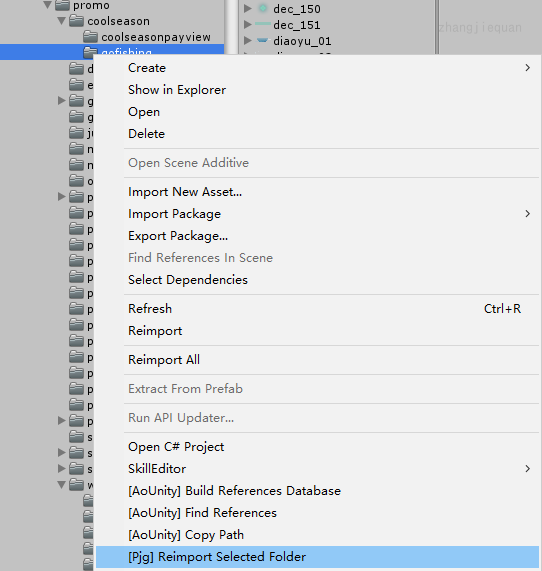 promo
coolseason
coolseasonpayview
gofishing
dec_150
dec_151
diaoyu_01
zhangjiequan
Create
Show in Explorer
Open
Delete
Open Scene Additive
Import New Asset...
Import Package
Export Package...
Find References In Scene
Select Dependencies
Refresh Ctrl+R
Reimport
Reimport All
Extract From Prefab
Run API Updater...
Open C# Project
SkillEditor
[AoUnity] Build References Database
[AoUnity] Find References
[AoUnity] Copy Path
[Pjg] Reimport Selected Folder